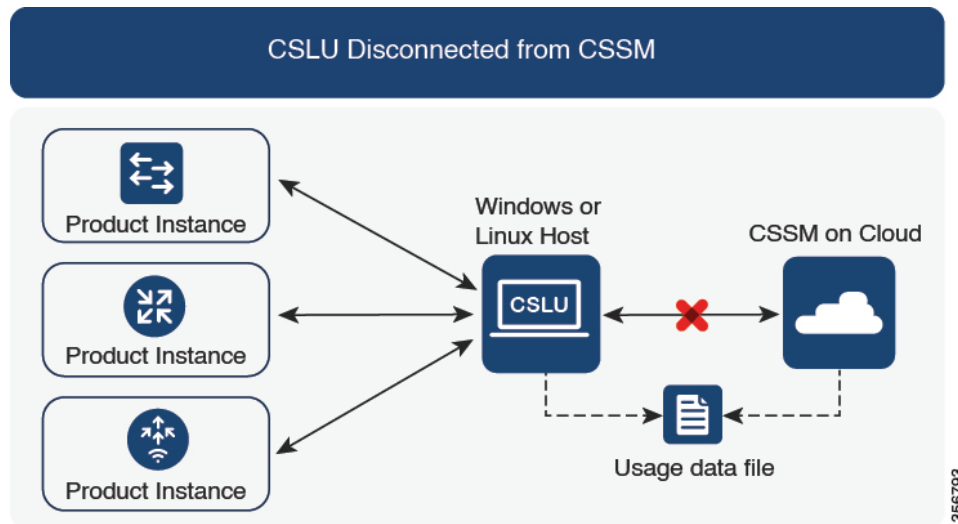 CSLU Disconnected from CSSM
Product Instance
Product Instance
Product Instance
Windows or
Linux Host
CSLU
CSSM on Cloud
Usage data file
356793